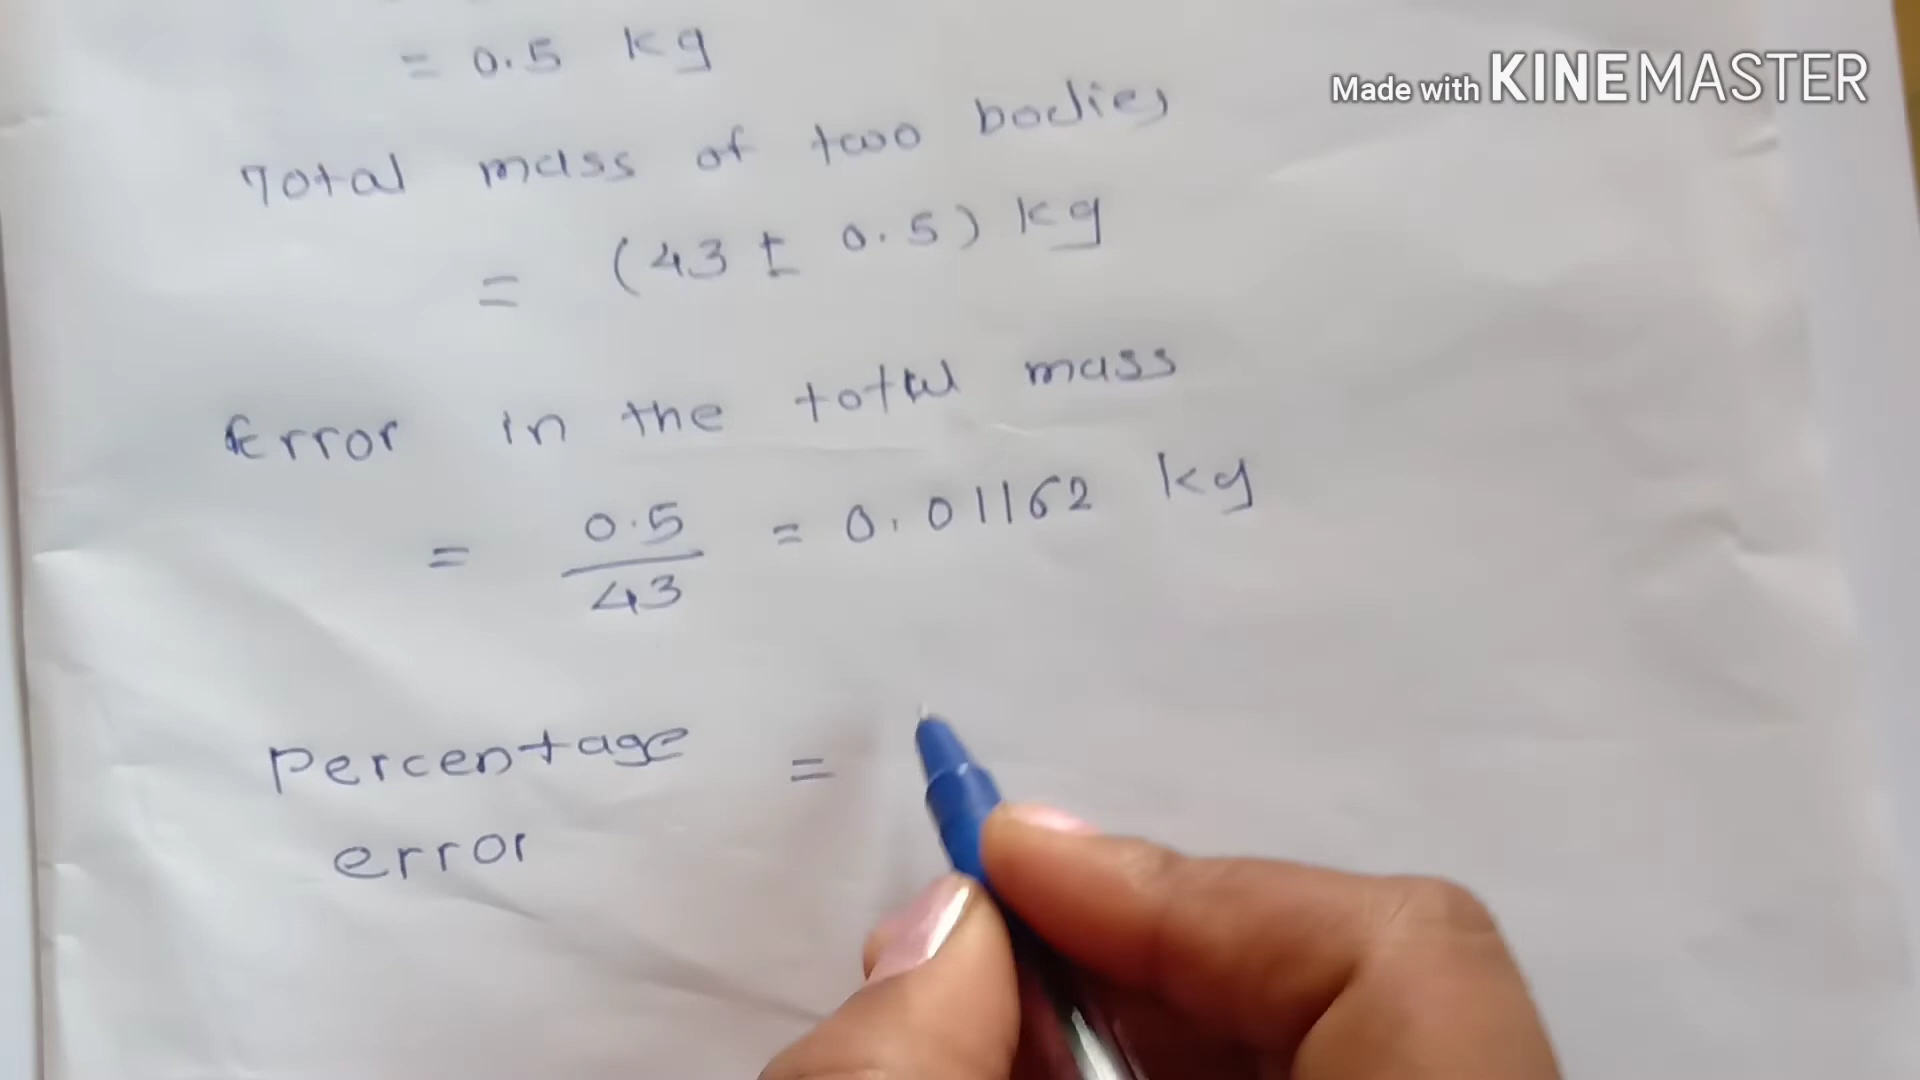 = 0.5 kg
Made with KINEMASTER
Total mass of two bodies
= (43 ± 0.5) kg
Error in the total mass
= 0.5/43 = 0.01162 kg
Percentage =
error